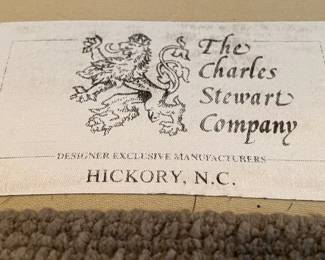 The
Charles
Stewart
Company
DESIGNER EXCLUSIVE MANUFACTURERS
HICKORY, N.C.